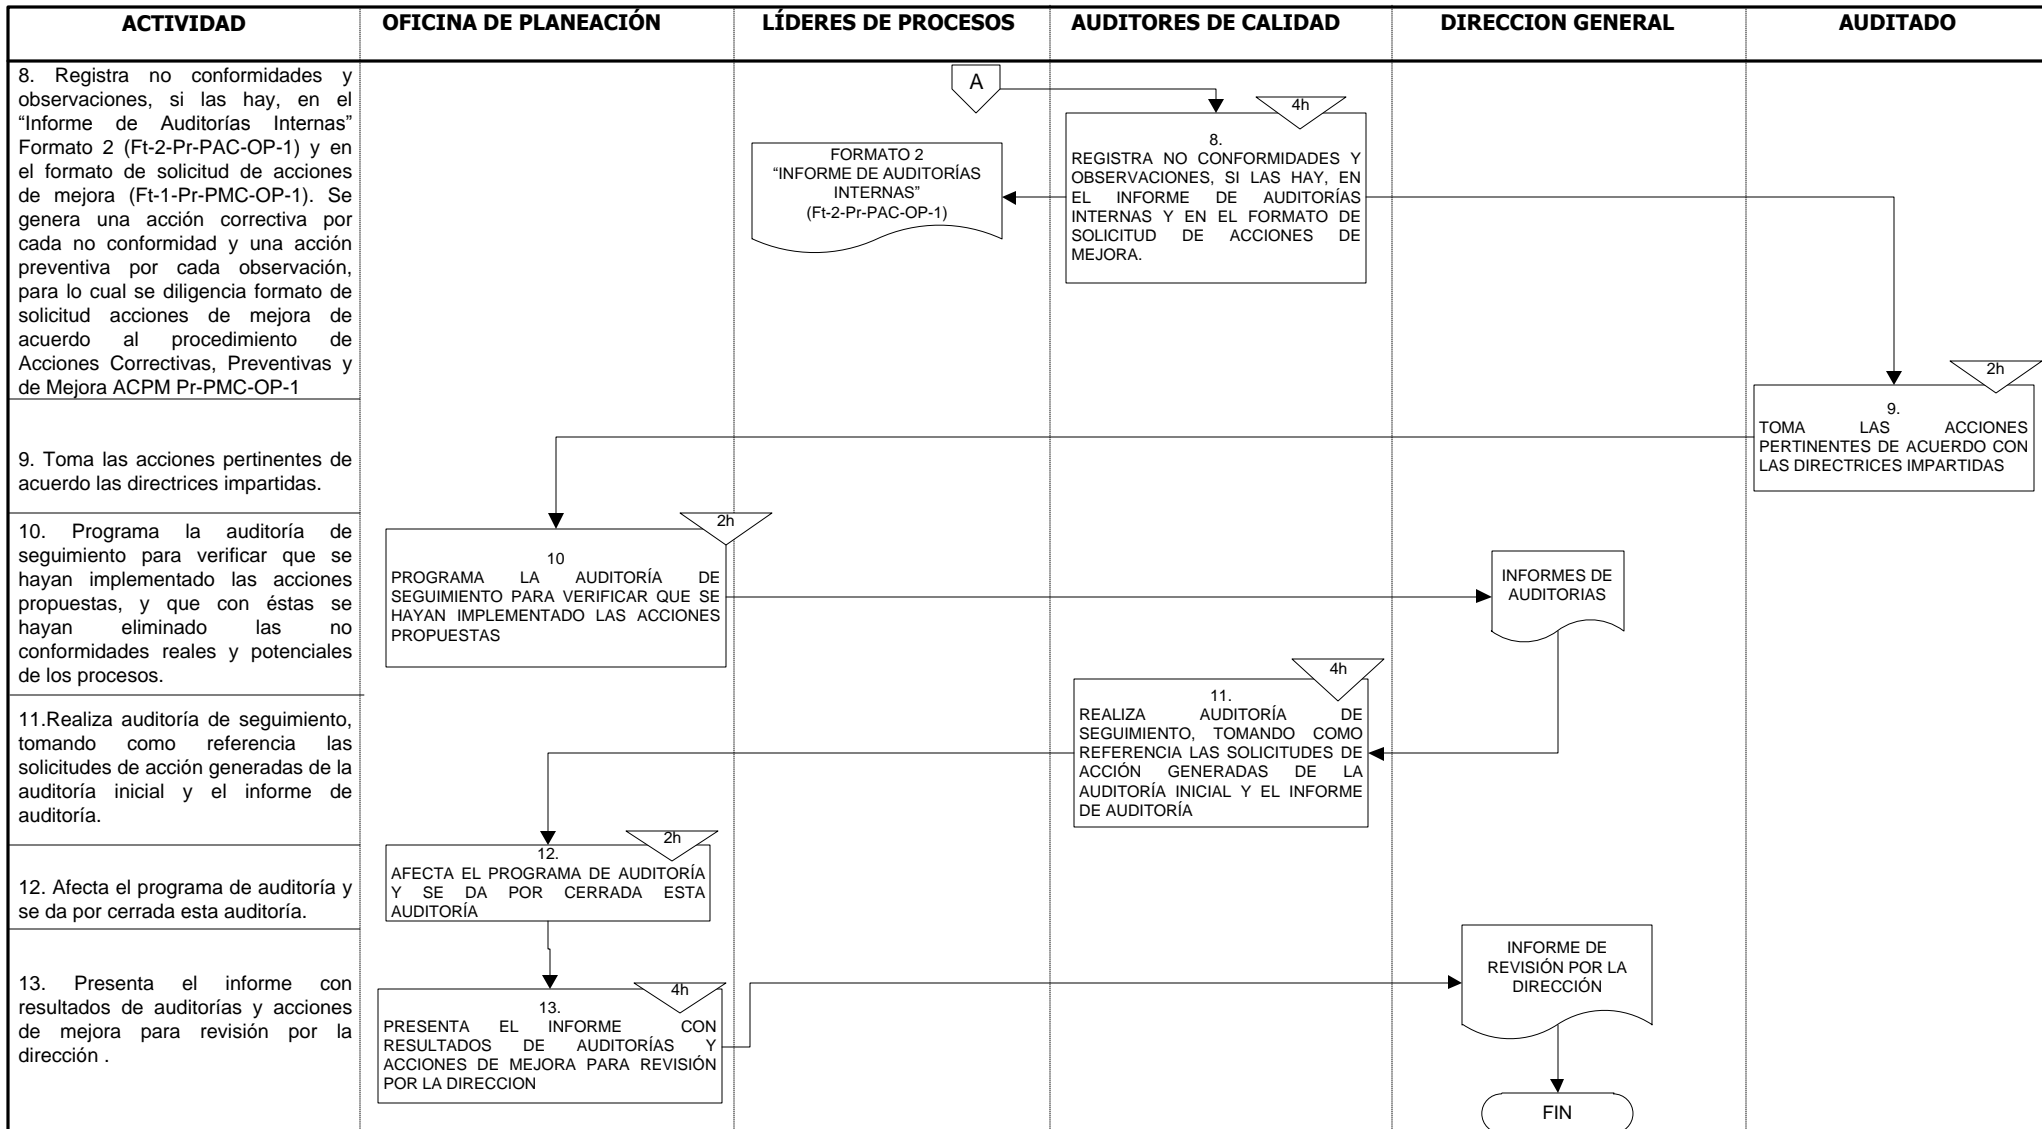 ACTIVIDAD
OFICINA DE PLANEACIÓN
LÍDERES DE PROCESOS
AUDITORES DE CALIDAD
DIRECCION GENERAL
AUDITADO
8. Registra no conformidades y
observaciones, si las hay, en el
“Informe de Auditorías Internas”
Formato 2 (Ft-2-Pr-PAC-OP-1) y en
el formato de solicitud de acciones
de mejora (Ft-1-Pr-PMC-OP-1). Se
genera una acción correctiva por
cada no conformidad y una acción
preventiva por cada observación,
para lo cual se diligencia formato de
solicitud acciones de mejora de
acuerdo al procedimiento de
Acciones Correctivas, Preventivas y
de Mejora ACPM Pr-PMC-OP-1
A
4h
FORMATO 2
“INFORME DE AUDITORÍAS
INTERNAS”
(Ft-2-Pr-PAC-OP-1)
8.
REGISTRA NO CONFORMIDADES Y
OBSERVACIONES, SI LAS HAY, EN
EL INFORME DE AUDITORÍAS
INTERNAS Y EN EL FORMATO DE
SOLICITUD DE ACCIONES DE
MEJORA.
9. Toma las acciones pertinentes de
acuerdo las directrices impartidas.
2h
9.
TOMA LAS ACCIONES
PERTINENTES DE ACUERDO CON
LAS DIRECTRICES IMPARTIDAS
10. Programa la auditoría de
seguimiento para verificar que se
hayan implementado las acciones
propuestas, y que con éstas se
hayan eliminado las no
conformidades reales y potenciales
de los procesos.
2h
10
PROGRAMA LA AUDITORÍA DE
SEGUIMIENTO PARA VERIFICAR QUE SE
HAYAN IMPLEMENTADO LAS ACCIONES
PROPUESTAS
INFORMES DE
AUDITORIAS
11.Realiza auditoría de seguimiento,
tomando como referencia las
solicitudes de acción generadas de la
auditoría inicial y el informe de
auditoría.
4h
11.
REALIZA AUDITORÍA DE
SEGUIMIENTO, TOMANDO COMO
REFERENCIA LAS SOLICITUDES DE
ACCIÓN GENERADAS DE LA
AUDITORÍA INICIAL Y EL INFORME
DE AUDITORÍA
12. Afecta el programa de auditoría y
se da por cerrada esta auditoría.
2h
12.
AFECTA EL PROGRAMA DE AUDITORÍA
Y SE DA POR CERRADA ESTA
AUDITORÍA
13. Presenta el informe con
resultados de auditorías y acciones
de mejora para revisión por la
dirección .
4h
13.
PRESENTA EL INFORME CON
RESULTADOS DE AUDITORÍAS Y
ACCIONES DE MEJORA PARA REVISIÓN
POR LA DIRECCION
INFORME DE
REVISIÓN POR LA
DIRECCIÓN
FIN